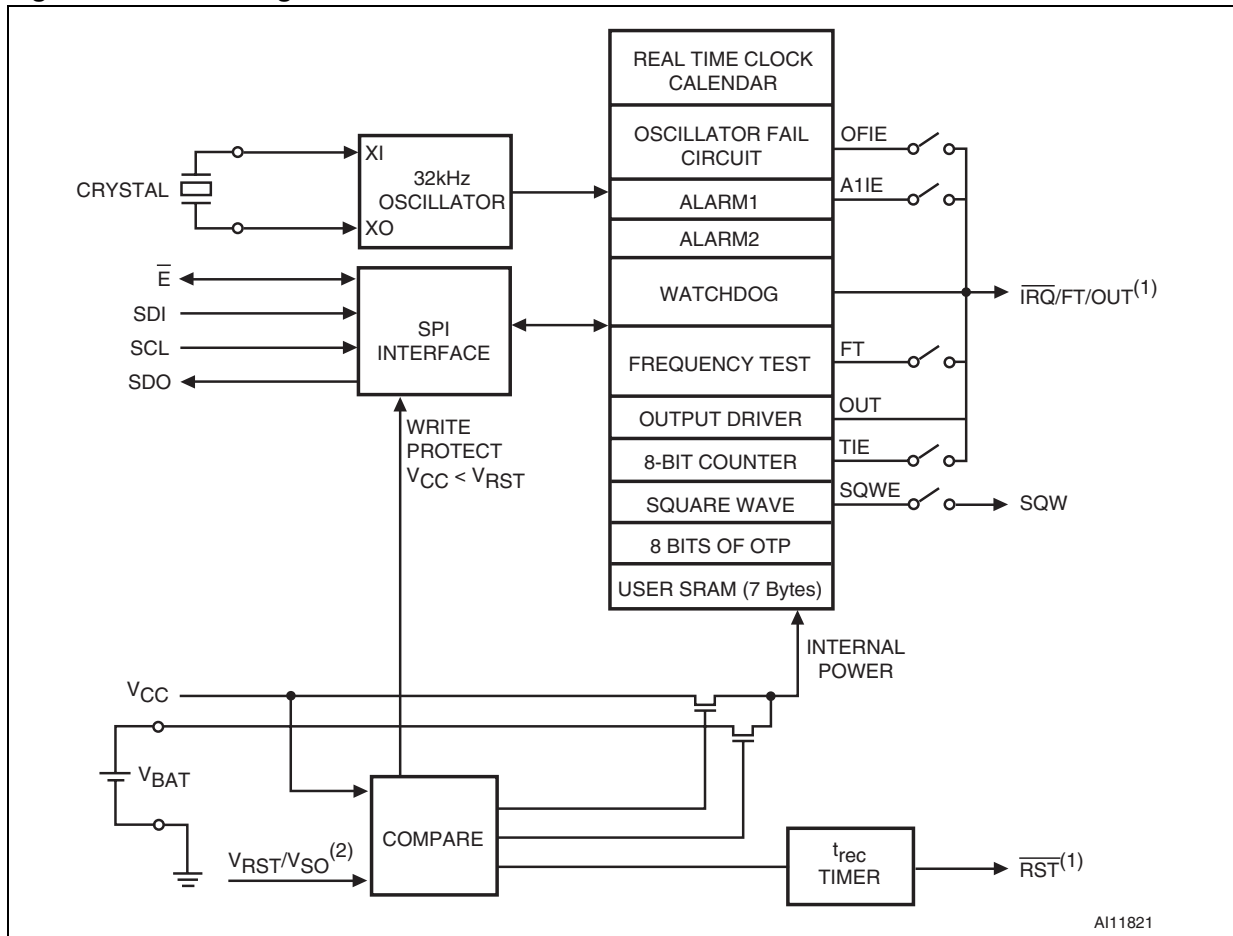 REAL TIME CLOCK
CALENDAR
OSCILLATOR FAIL
CIRCUIT
OFIE
ALARM1
A1IE
ALARM2
WATCHDOG
IRQ/FT/OUT(1)
FREQUENCY TEST
FT
OUTPUT DRIVER
OUT
8-BIT COUNTER
TIE
SQUARE WAVE
SQWE
SQW
8 BITS OF OTP
USER SRAM (7 Bytes)
CRYSTAL
XI
32kHz
OSCILLATOR
XO
E
SDI
SCL
SDO
SPI
INTERFACE
WRITE
PROTECT
VCC < VRST
INTERNAL
POWER
VCC
VBAT
COMPARE
VRST/VSO(2)
trec
TIMER
RST(1)
AI11821